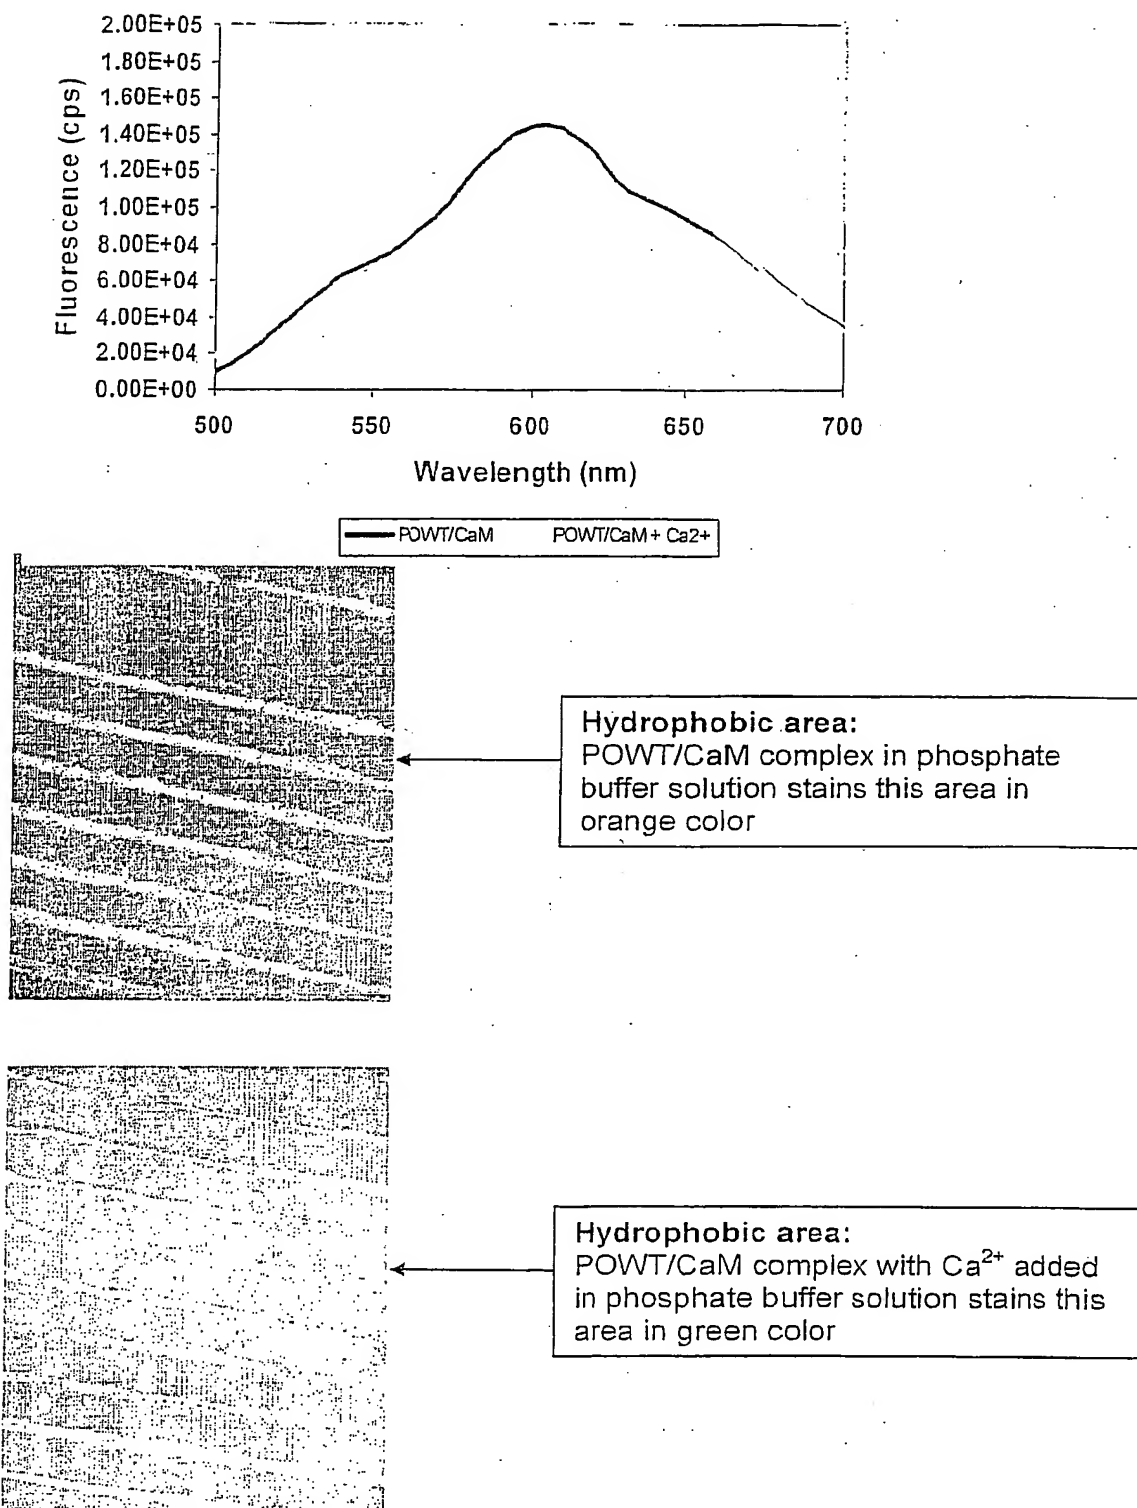 2.00E+05
1.80E+05
1.60E+05
1.40E+05
1.20E+05
1.00E+05
8.00E+04
6.00E+04
4.00E+04
2.00E+04
0.00E+00
Fluorescence (cps)
500 550 600 650 700
Wavelength (nm)
POWT/CaM POWT/CaM + Ca2+
Hydrophobic area:
POWT/CaM complex in phosphate
buffer solution stains this area in
orange color
Hydrophobic area:
POWT/CaM complex with Ca²⁺ added
in phosphate buffer solution stains this
area in green color